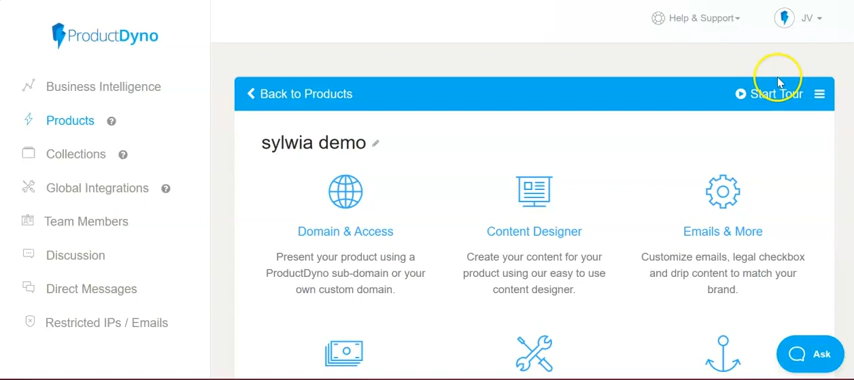 ProductDyno
Help & Support
JV
Business Intelligence
Products
Collections
Global Integrations
Team Members
Discussion
Direct Messages
Restricted IPs / Emails
Back to Products
Start Tour
sylwia demo
Domain & Access
Present your product using a
ProductDyno sub-domain or your
own custom domain.
Content Designer
Create your content for your
product using our easy to use
content designer.
Emails & More
Customize emails, legal checkbox
and drip content to match your
brand.
Ask